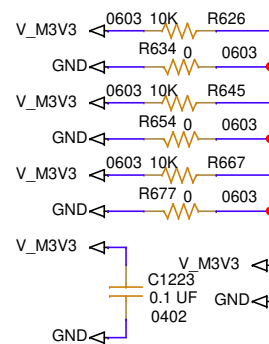 0603 10K R626
V_M3V3
R634 0 0603
GND
0603 10K R645
V_M3V3
R654 0 0603
GND
0603 10K R667
V_M3V3
R677 0 0603
GND
V_M3V3
V_M3V3
C1223
0.1 UF
GND
0402
GND